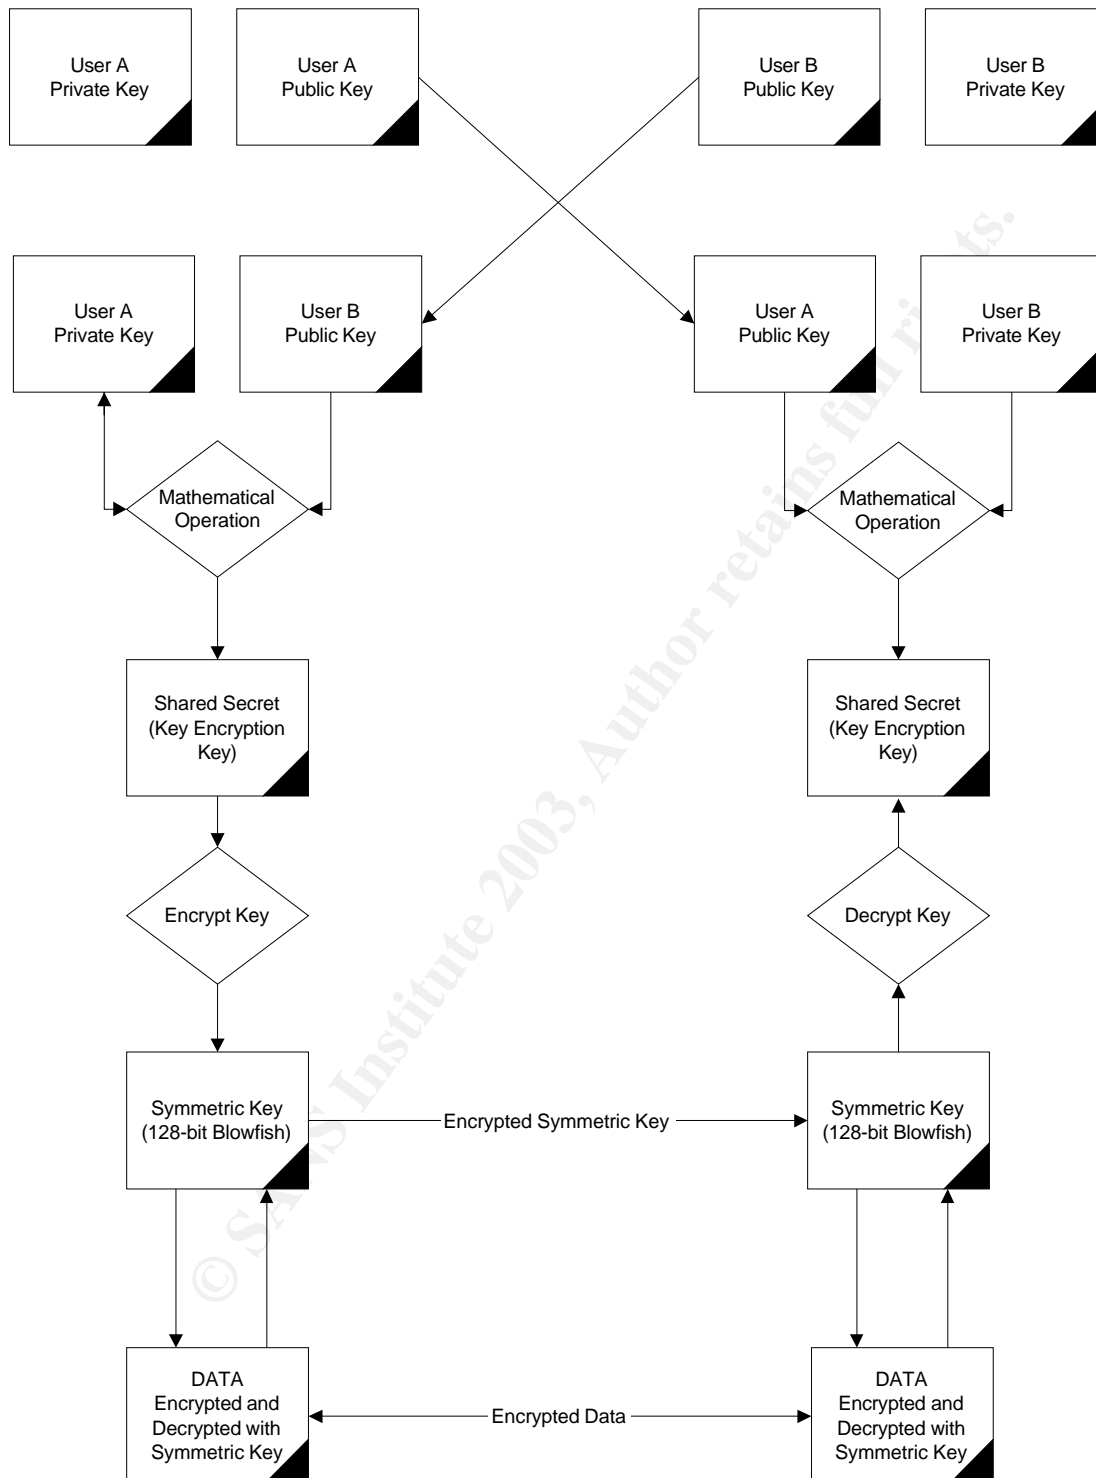 User A
Private Key
User A
Public Key
User B
Public Key
User B
Private Key
User A
Private Key
User B
Public Key
User A
Public Key
User B
Private Key
Mathematical
Operation
Mathematical
Operation
Shared Secret
(Key Encryption
Key)
Shared Secret
(Key Encryption
Key)
Encrypt Key
Decrypt Key
Symmetric Key
(128-bit Blowfish)
Encrypted Symmetric Key
Symmetric Key
(128-bit Blowfish)
DATA
Encrypted and
Decrypted with
Symmetric Key
Encrypted Data
DATA
Encrypted and
Decrypted with
Symmetric Key
© SANS Institute 2003, Author retains full rights.